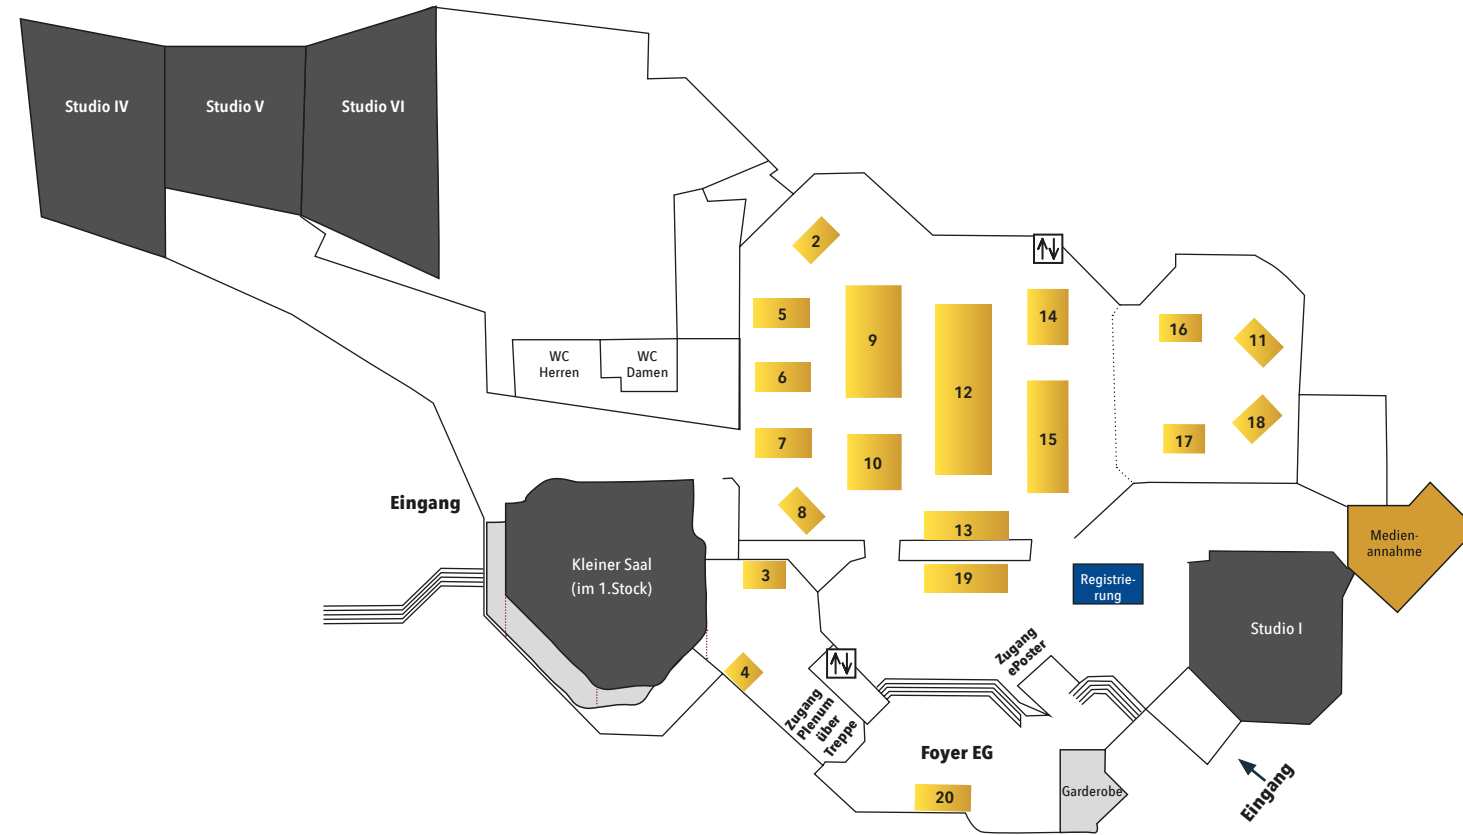 Studio IV
Studio V
Studio VI
2
5
14
9
16
11
WC
Herren
WC
Damen
6
12
18
7
15
17
10
Eingang
8
13
Medien-
annahme
Kleiner Saal
(im 1.Stock)
3
19
Registrie-
rung
Studio I
4
Zugang
ePoster
Zugang
Plenum
über
Treppe
Foyer EG
Garderobe
20
Eingang